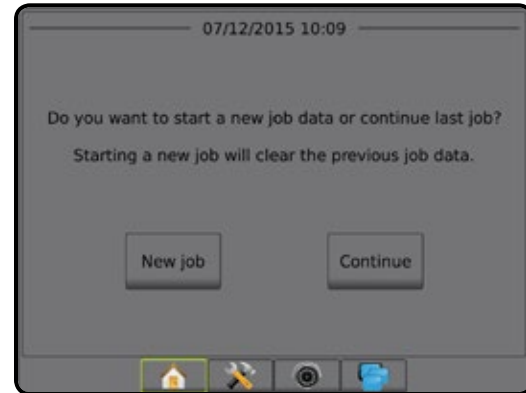 07/12/2015 10:09
Do you want to start a new job data or continue last job?
Starting a new job will clear the previous job data.
New job
Continue